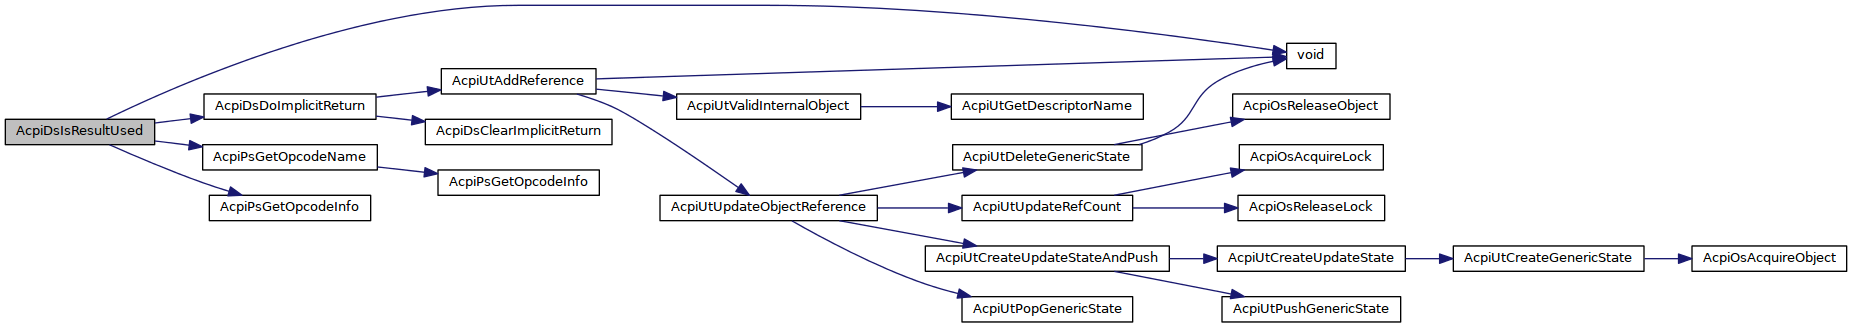 AcpiDsIsResultUsed
AcpiDsDoImplicitReturn
AcpiPsGetOpcodeName
AcpiPsGetOpcodeInfo
AcpiUtAddReference
AcpiDsClearImplicitReturn
AcpiPsGetOpcodeInfo
AcpiUtValidInternalObject
AcpiUtUpdateObjectReference
AcpiUtGetDescriptorName
AcpiUtDeleteGenericState
AcpiUtUpdateRefCount
AcpiUtCreateUpdateStateAndPush
AcpiUtPopGenericState
void
AcpiOsReleaseObject
AcpiOsAcquireLock
AcpiOsReleaseLock
AcpiUtCreateUpdateState
AcpiUtPushGenericState
AcpiUtCreateGenericState
AcpiOsAcquireObject